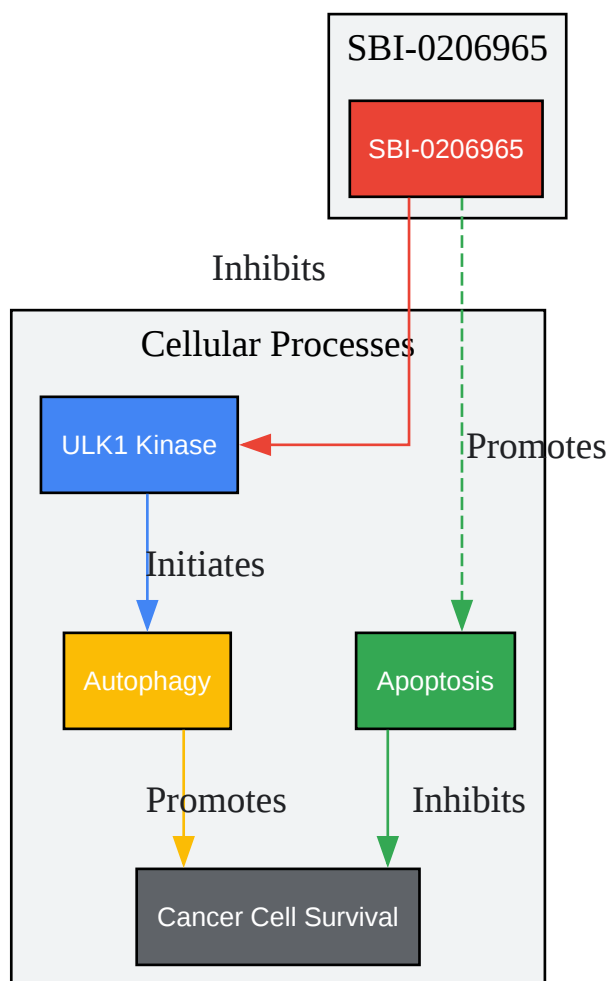 SBI-0206965
SBI-0206965
Inhibits
Cellular Processes
ULK1 Kinase
Promotes
Initiates
Autophagy
Apoptosis
Promotes
Inhibits
Cancer Cell Survival